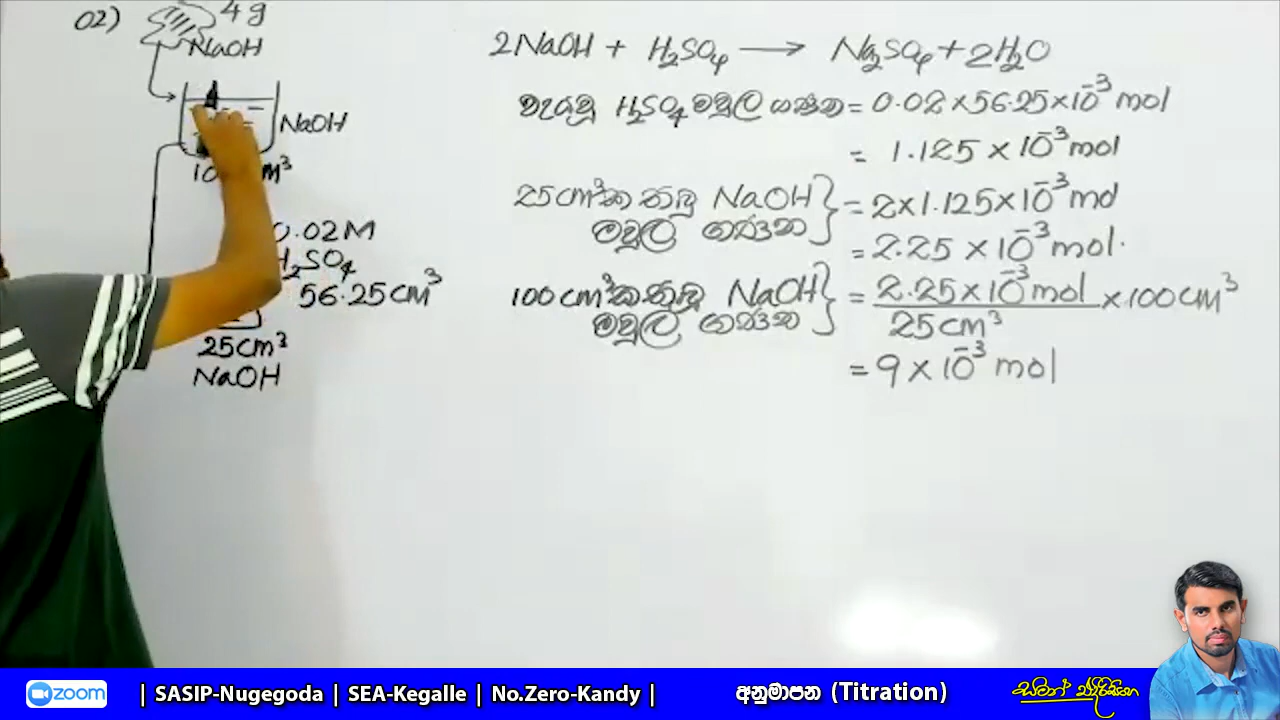 02)
4g
NaOH
NaOH
0.02M
H₂SO₄
56.25cm³
25cm³
NaOH
2NaOH + H₂SO₄ → Na₂SO₄ + 2H₂O
වැයවූ H₂SO₄ මවුල ගණන = 0.02 × 56.25 × 10⁻³ mol
= 1.125 × 10⁻³ mol
25cm³ක තිබූ NaOH මවුල ගණන } = 2 × 1.125 × 10⁻³ mol
= 2.25 × 10⁻³ mol.
100cm³ක තිබූ NaOH මවුල ගණන } = 2.25 × 10⁻³ mol / 25cm³ × 100cm³
= 9 × 10⁻³ mol
zoom | SASIP-Nugegoda | SEA-Kegalle | No.Zero-Kandy | අනුමාපන (Titration)